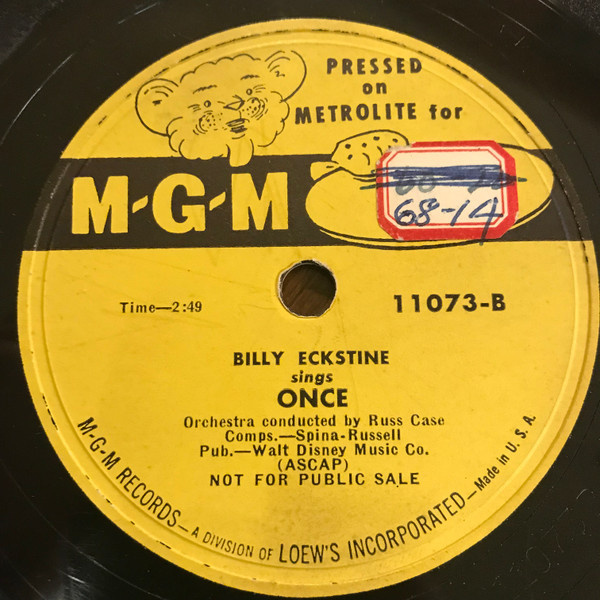 PRESSED
on
METROLITE for
M-G-M
68-14
Time—2:49
11073-B
BILLY ECKSTINE
sings
ONCE
Orchestra conducted by Russ Case
Comps.—Spina-Russell
Pub.—Walt Disney Music Co.
(ASCAP)
NOT FOR PUBLIC SALE
M-G-M RECORDS—A DIVISION OF LOEW'S INCORPORATED—Made in U. S. A.